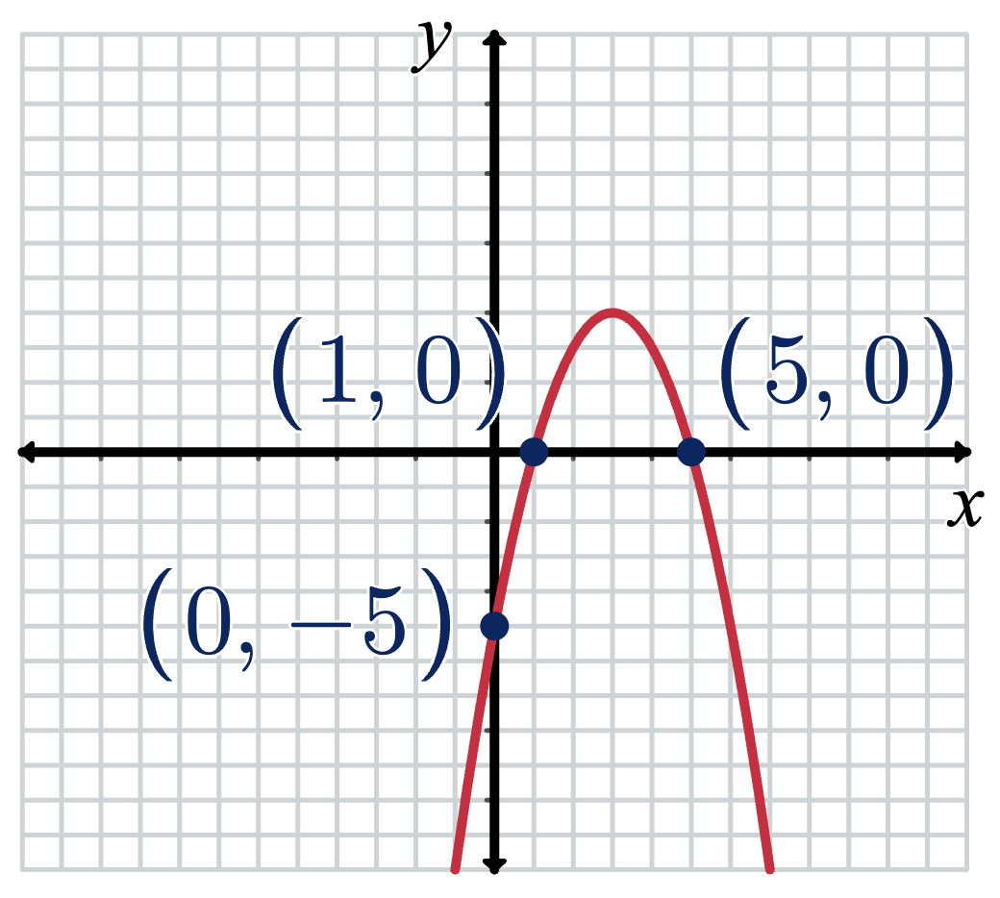 y
(1, 0)
(5, 0)
x
(0, −5)